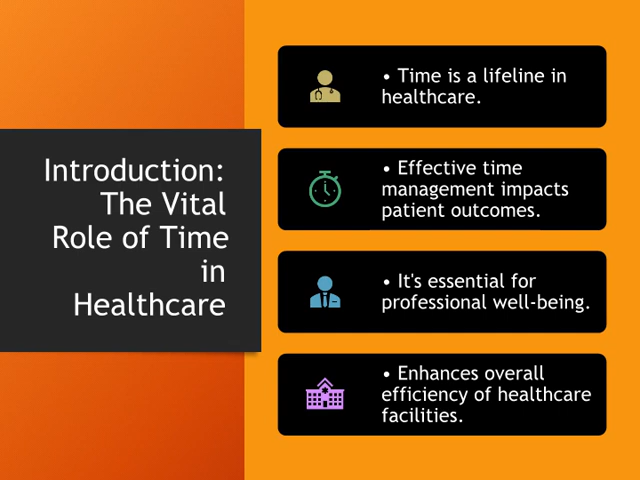 Introduction:
The Vital
Role of Time
in
Healthcare
• Time is a lifeline in
healthcare.
• Effective time
management impacts
patient outcomes.
• It's essential for
professional well-being.
• Enhances overall
efficiency of healthcare
facilities.